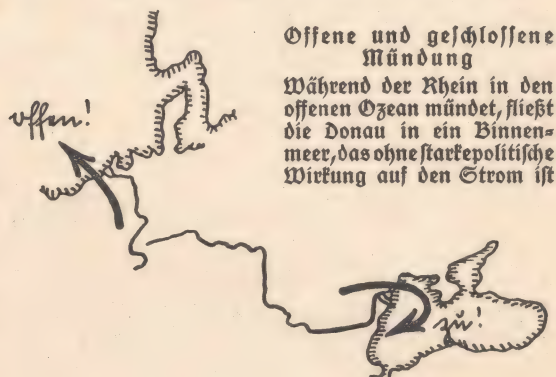 Offene und geschlossene
Mündung
Während der Rhein in den
offenen Ozean mündet, fließt
die Donau in ein Binnen=
meer, das ohne starke politische
Wirkung auf den Strom ist
offen!
zu!